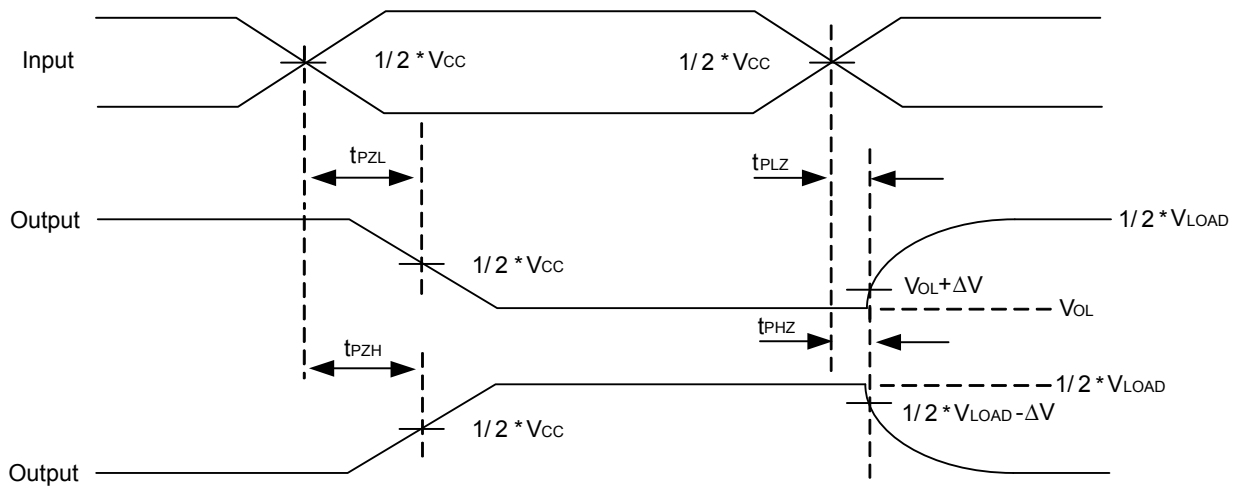 Input
1/2 * VCC
1/2 * VCC
tPZL
tPLZ
Output
1/2 * VLOAD
1/2 * VCC
VOL+ΔV
VOL
tPZH
tPHZ
1/2 * VLOAD
1/2 * VLOAD-ΔV
1/2 * VCC
Output